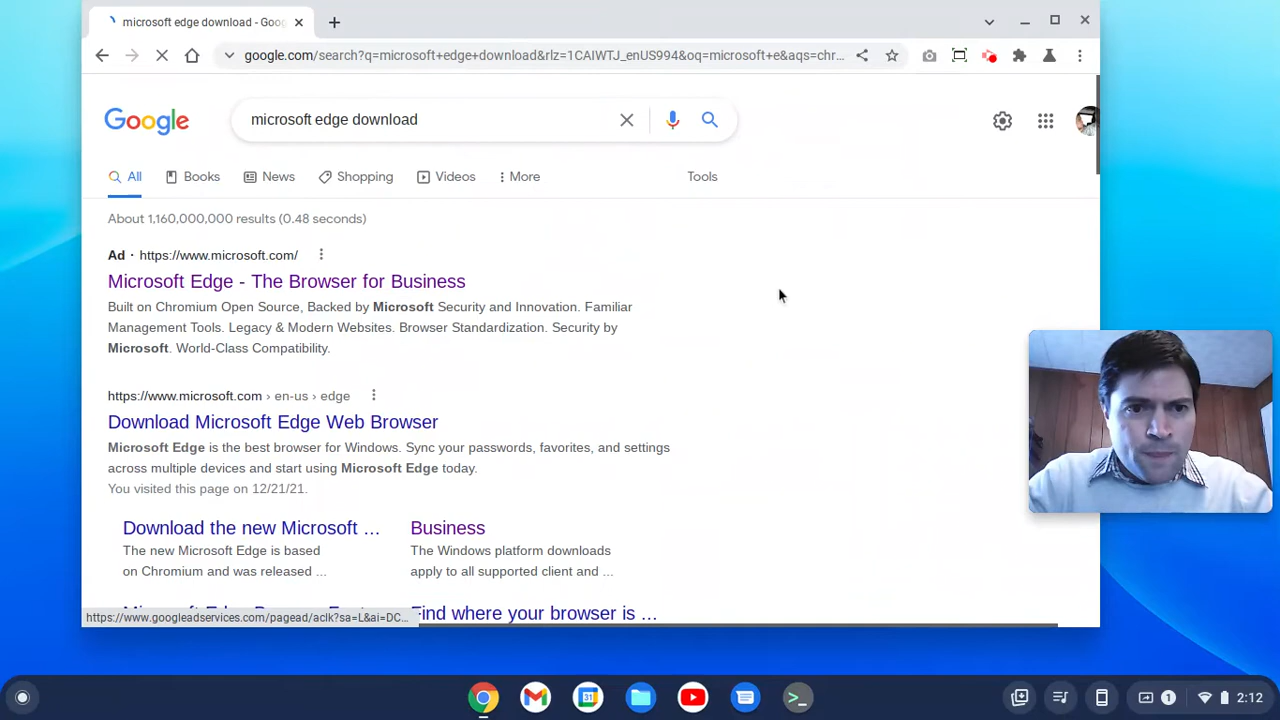 microsoft edge download - Goo
google.com/search?q=microsoft+edge+download&rlz=1CAIWTJ_enUS994&oq=microsoft+e&aqs=chr...
Google
microsoft edge download
All Books News Shopping Videos More Tools
About 1,160,000,000 results (0.48 seconds)
Ad · https://www.microsoft.com/
Microsoft Edge - The Browser for Business
Built on Chromium Open Source, Backed by Microsoft Security and Innovation. Familiar
Management Tools. Legacy & Modern Websites. Browser Standardization. Security by
Microsoft. World-Class Compatibility.
https://www.microsoft.com › en-us › edge
Download Microsoft Edge Web Browser
Microsoft Edge is the best browser for Windows. Sync your passwords, favorites, and settings
across multiple devices and start using Microsoft Edge today.
You visited this page on 12/21/21.
Download the new Microsoft ... Business
The new Microsoft Edge is based The Windows platform downloads
on Chromium and was released ... apply to all supported client and ...
Find where your browser is ...
https://www.googleadservices.com/pagead/aclk?sa=L&ai=DC...
31
>_
1
2:12